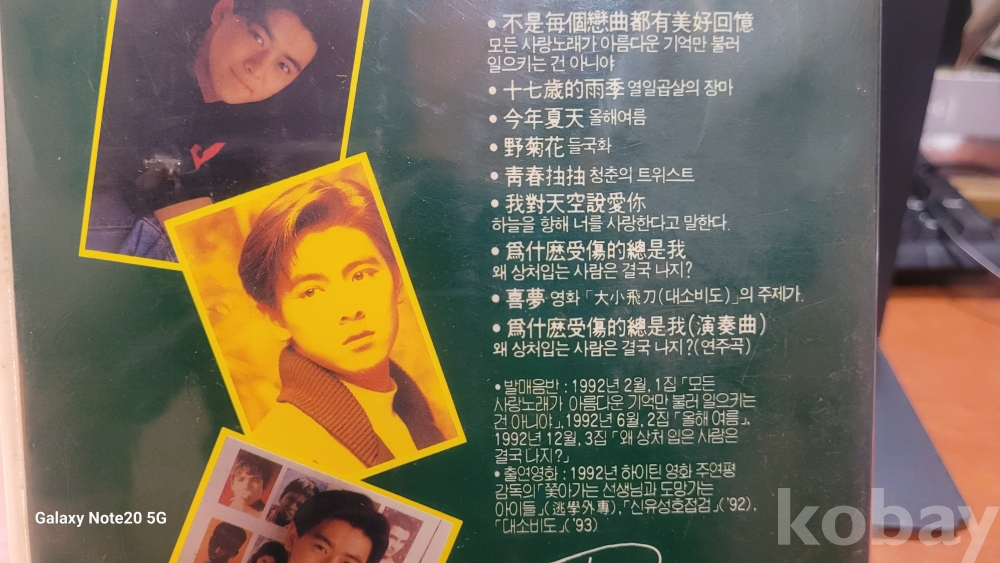 • 不是每個戀曲都有美好回憶
모든 사랑노래가 아름다운 기억만 불러
일으키는 건 아니야
• 十七歲的雨季 열일곱살의 장마
• 今年夏天 올해여름
• 野菊花 들국화
• 靑春抽抽 청춘의 트위스트
• 我對天空說愛你
하늘을 향해 너를 사랑한다고 말한다.
• 爲什麽受傷的總是我
왜 상처입는 사람은 결국 나지?
• 喜夢 영화 「大小飛刀(대소비도)」의 주제가.
• 爲什麽受傷的總是我(演奏曲)
왜 상처입는 사람은 결국 나지?(연주곡)
• 발매음반 : 1992년 2월, 1집 「모든
사랑노래가 아름다운 기억만 불러 일으키는
건 아니야」, 1992년 6월, 2집 「올해 여름」,
1992년 12월, 3집 「왜 상처 입은 사람은
결국 나지?」
• 출연영화 : 1992년 하이틴 영화 주연평
감독의 「쫓아가는 선생님과 도망가는
아이들」(逃學外專), 「신유성호접검」('92),
「대소비도」('93)
Galaxy Note20 5G
kobay